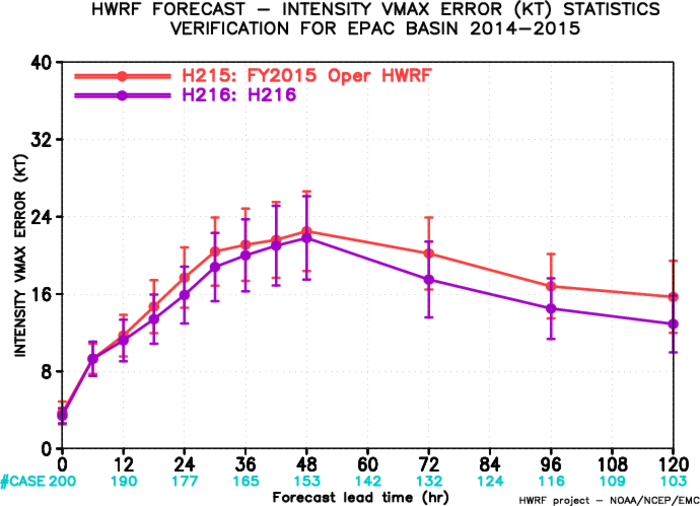 HWRF FORECAST – INTENSITY VMAX ERROR (KT) STATISTICS
VERIFICATION FOR EPAC BASIN 2014–2015
H215: FY2015 Oper HWRF
H216: H216
INTENSITY VMAX ERROR (KT)
40
32
24
16
8
0
0 12 24 36 48 60 72 84 96 108 120
#CASE 200 190 177 165 153 142 132 124 116 109 103
Forecast lead time (hr)
HWRF project – NOAA/NCEP/EMC